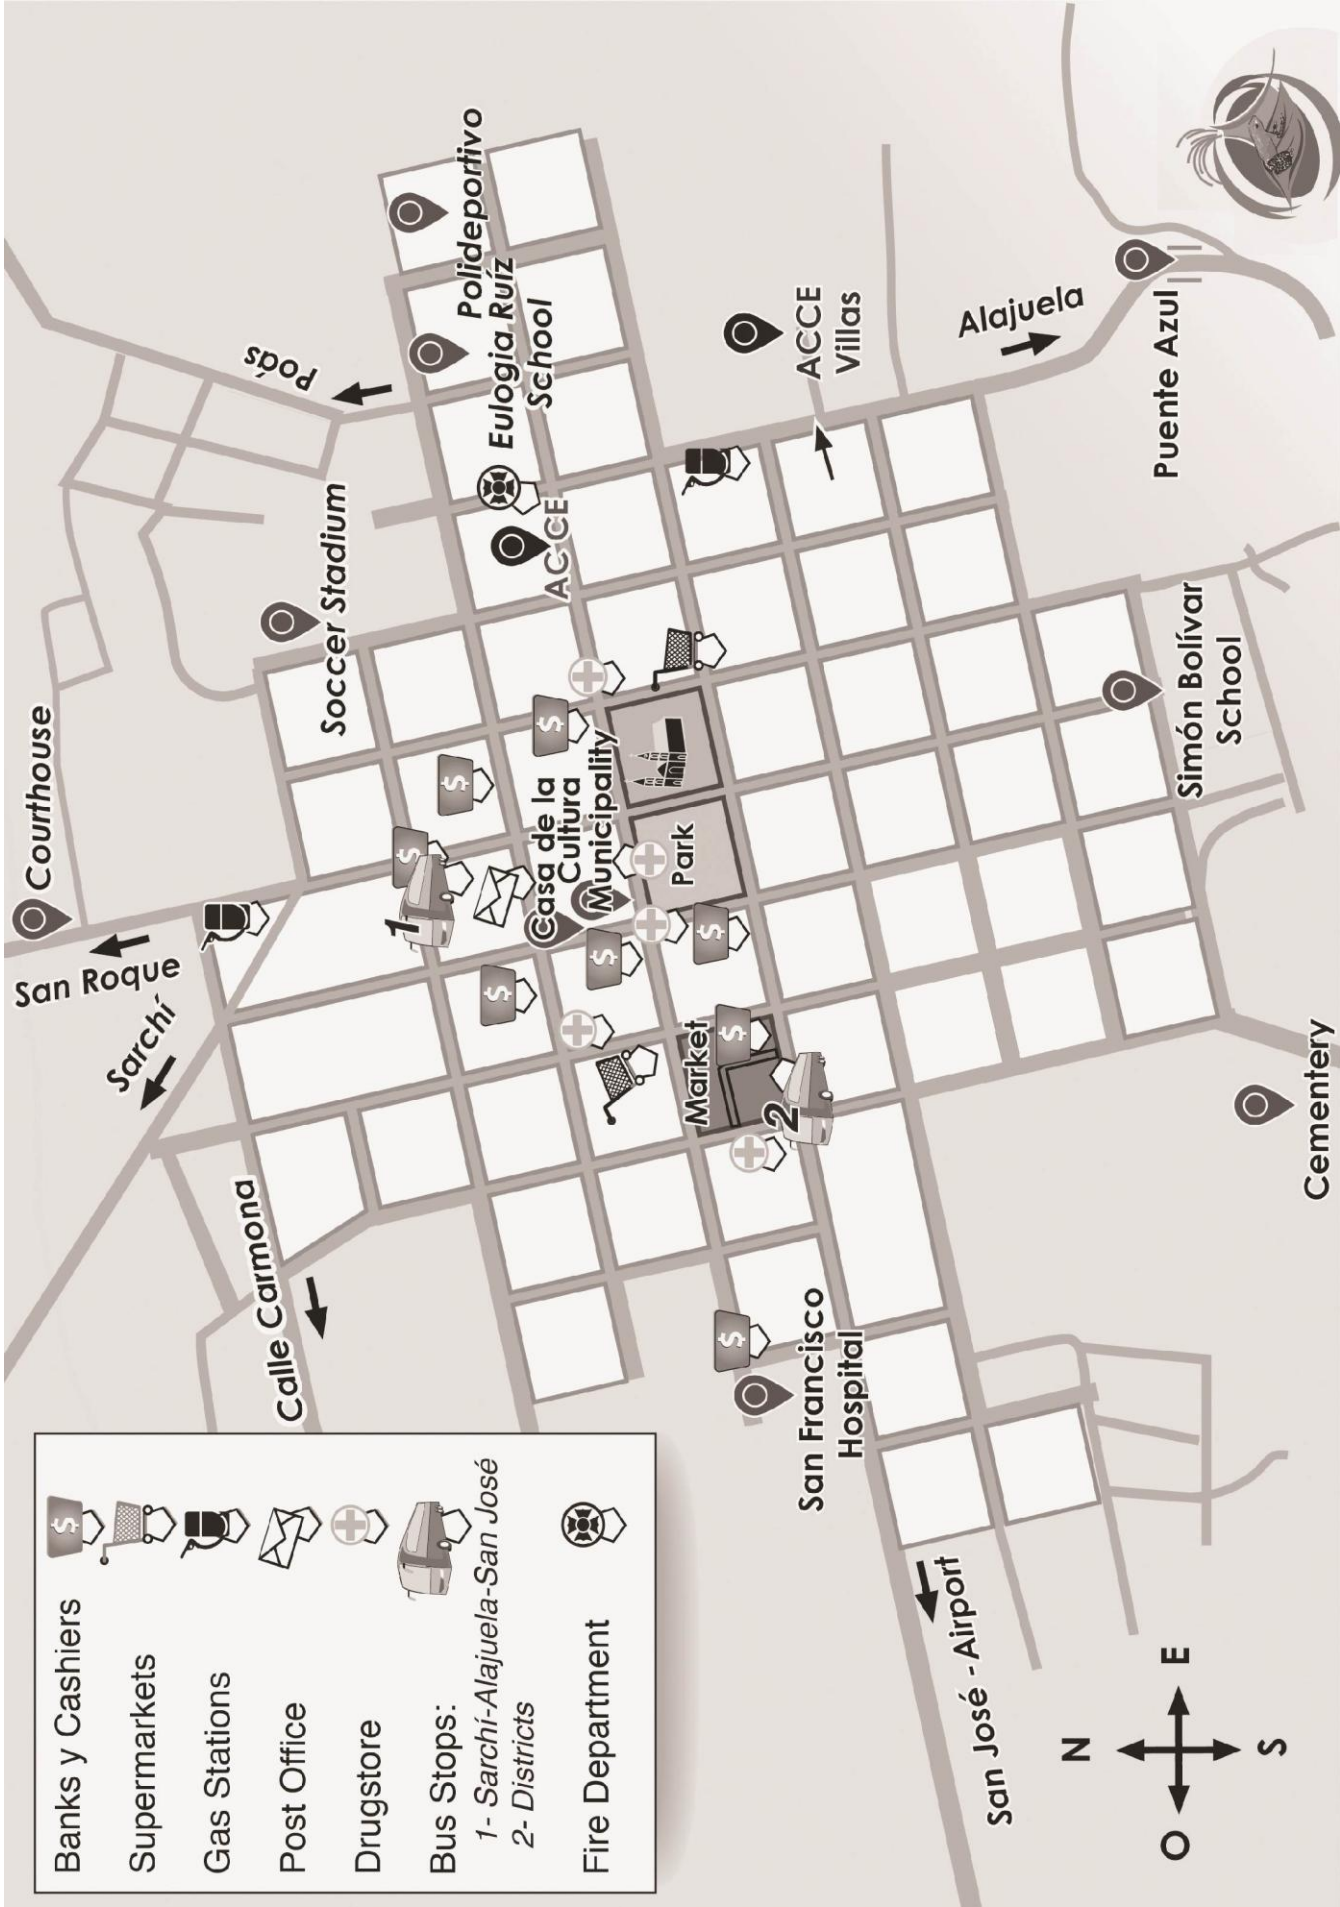 Courthouse
San Roque
Sarchí
Calle Carmona
Soccer Stadium
Poás
Polideportivo
Eulogia Ruíz
School
ACCE
1
Casa de la
Cultura
Municipality
Park
Market
2
San Francisco
Hospital
ACCE
Villas
Alajuela
Puente Azul
Simón Bolívar
School
Cementery
San José - Airport
Banks y Cashiers
$
Supermarkets
Gas Stations
Post Office
Drugstore
Bus Stops:
1- Sarchí-Alajuela-San José
2- Districts
Fire Department
N
O
E
S
$
$
$
$
$
$
$
$